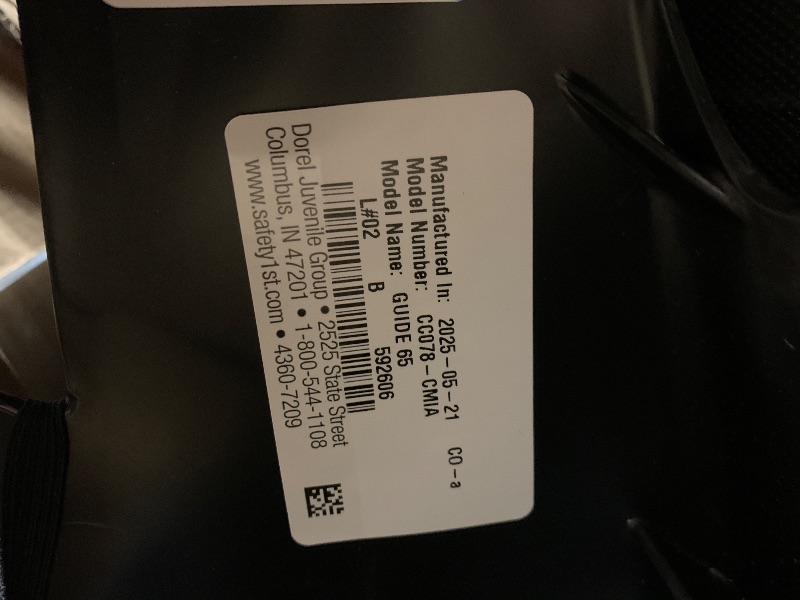 Manufactured In: 2025-05-21 CO-a
Model Number: CC078-CMIA
Model Name: GUIDE 65
L#02 B 592606
Dorel Juvenile Group • 2525 State Street
Columbus, IN 47201 • 1-800-544-1108
www.safety1st.com • 4360-7209